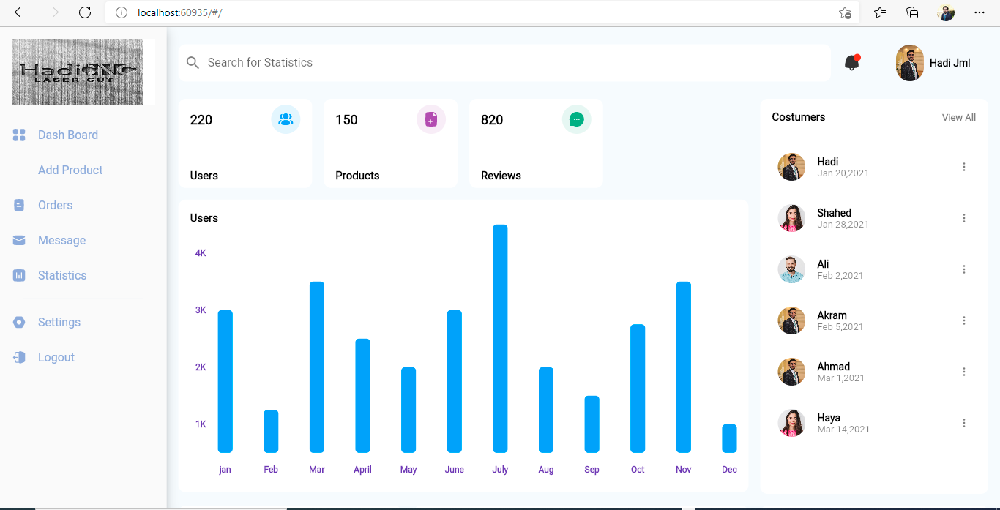 localhost:60935/#/
HadiCNC
LASER CUT
Search for Statistics
Hadi Jml
Dash Board
Add Product
Orders
Message
Statistics
Settings
Logout
220
Users
150
Products
820
Reviews
Users
4K
3K
2K
1K
jan Feb Mar April May June July Aug Sep Oct Nov Dec
Costumers View All
Hadi
Jan 20,2021
Shahed
Jan 28,2021
Ali
Feb 2,2021
Akram
Feb 5,2021
Ahmad
Mar 1,2021
Haya
Mar 14,2021